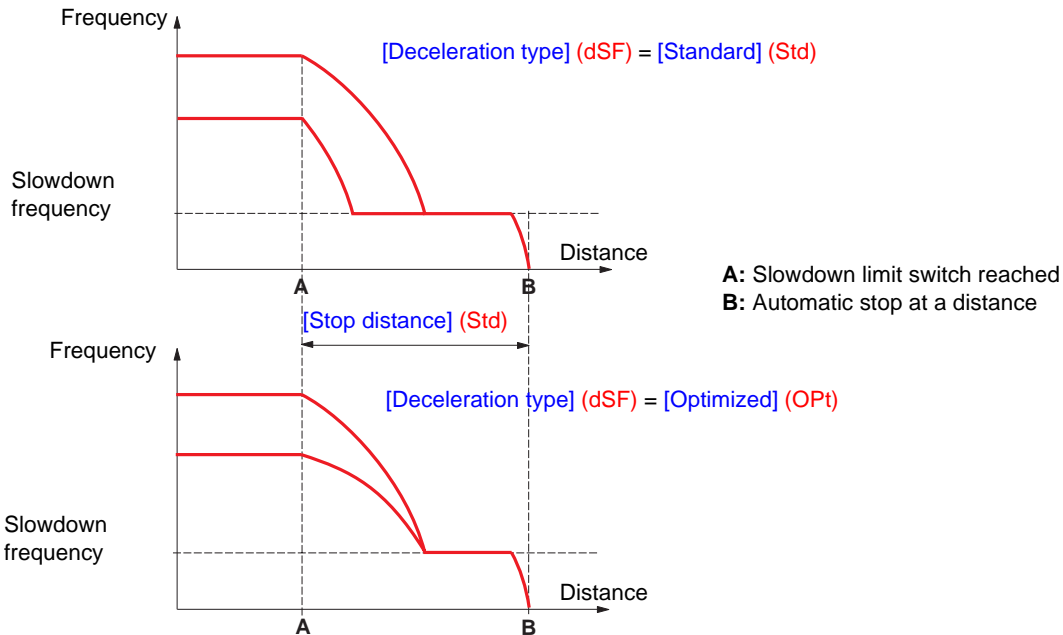 Frequency
[Deceleration type] (dSF) = [Standard] (Std)
Slowdown
frequency
Distance
A
B
A: Slowdown limit switch reached
B: Automatic stop at a distance
[Stop distance] (Std)
Frequency
[Deceleration type] (dSF) = [Optimized] (OPt)
Slowdown
frequency
Distance
A
B